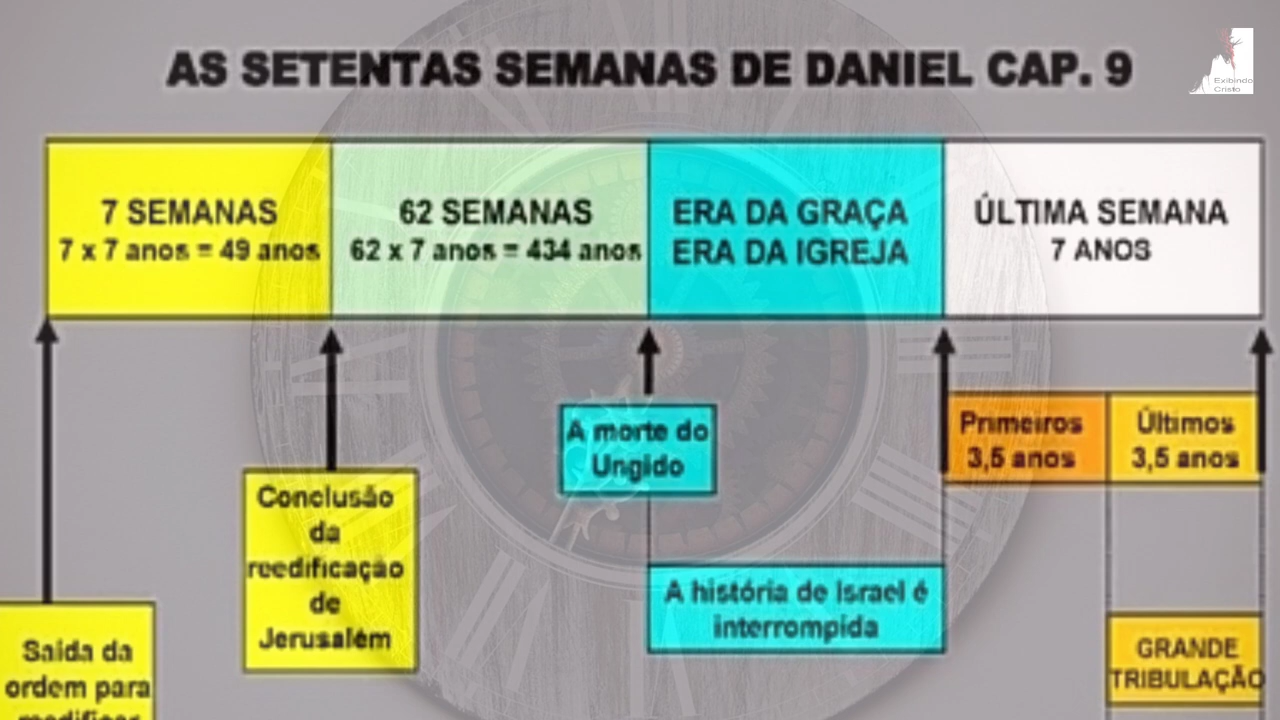 AS SETENTAS SEMANAS DE DANIEL CAP. 9
Exibindo
Cristo
7 SEMANAS
7 x 7 anos = 49 anos
62 SEMANAS
62 x 7 anos = 434 anos
ERA DA GRAÇA
ERA DA IGREJA
ÚLTIMA SEMANA
7 ANOS
Primeiros
3,5 anos
Últimos
3,5 anos
A morte do
Ungido
Conclusão
da
reedificação
de
Jerusalém
A história de Israel é
interrompida
Saida da
ordem para
GRANDE
TRIBULAÇÃO